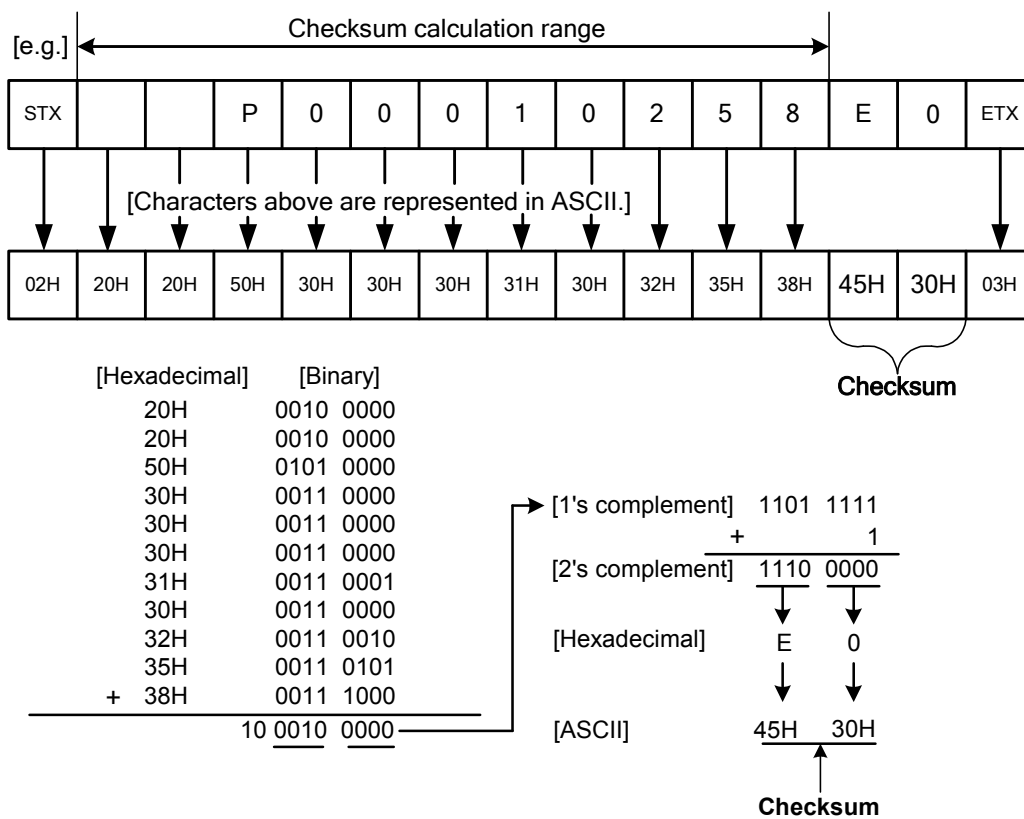 Checksum calculation range
[e.g.]
STX P 0 0 0 1 0 2 5 8 E 0 ETX
[Characters above are represented in ASCII.]
02H 20H 20H 50H 30H 30H 30H 31H 30H 32H 35H 38H 45H 30H 03H
Checksum
[Hexadecimal] [Binary]
20H 0010 0000
20H 0010 0000
50H 0101 0000
30H 0011 0000
30H 0011 0000
30H 0011 0000
31H 0011 0001
30H 0011 0000
32H 0011 0010
35H 0011 0101
+ 38H 0011 1000
10 0010 0000
[1's complement] 1101 1111
+ 1
[2's complement] 1110 0000
[Hexadecimal] E 0
[ASCII] 45H 30H
Checksum